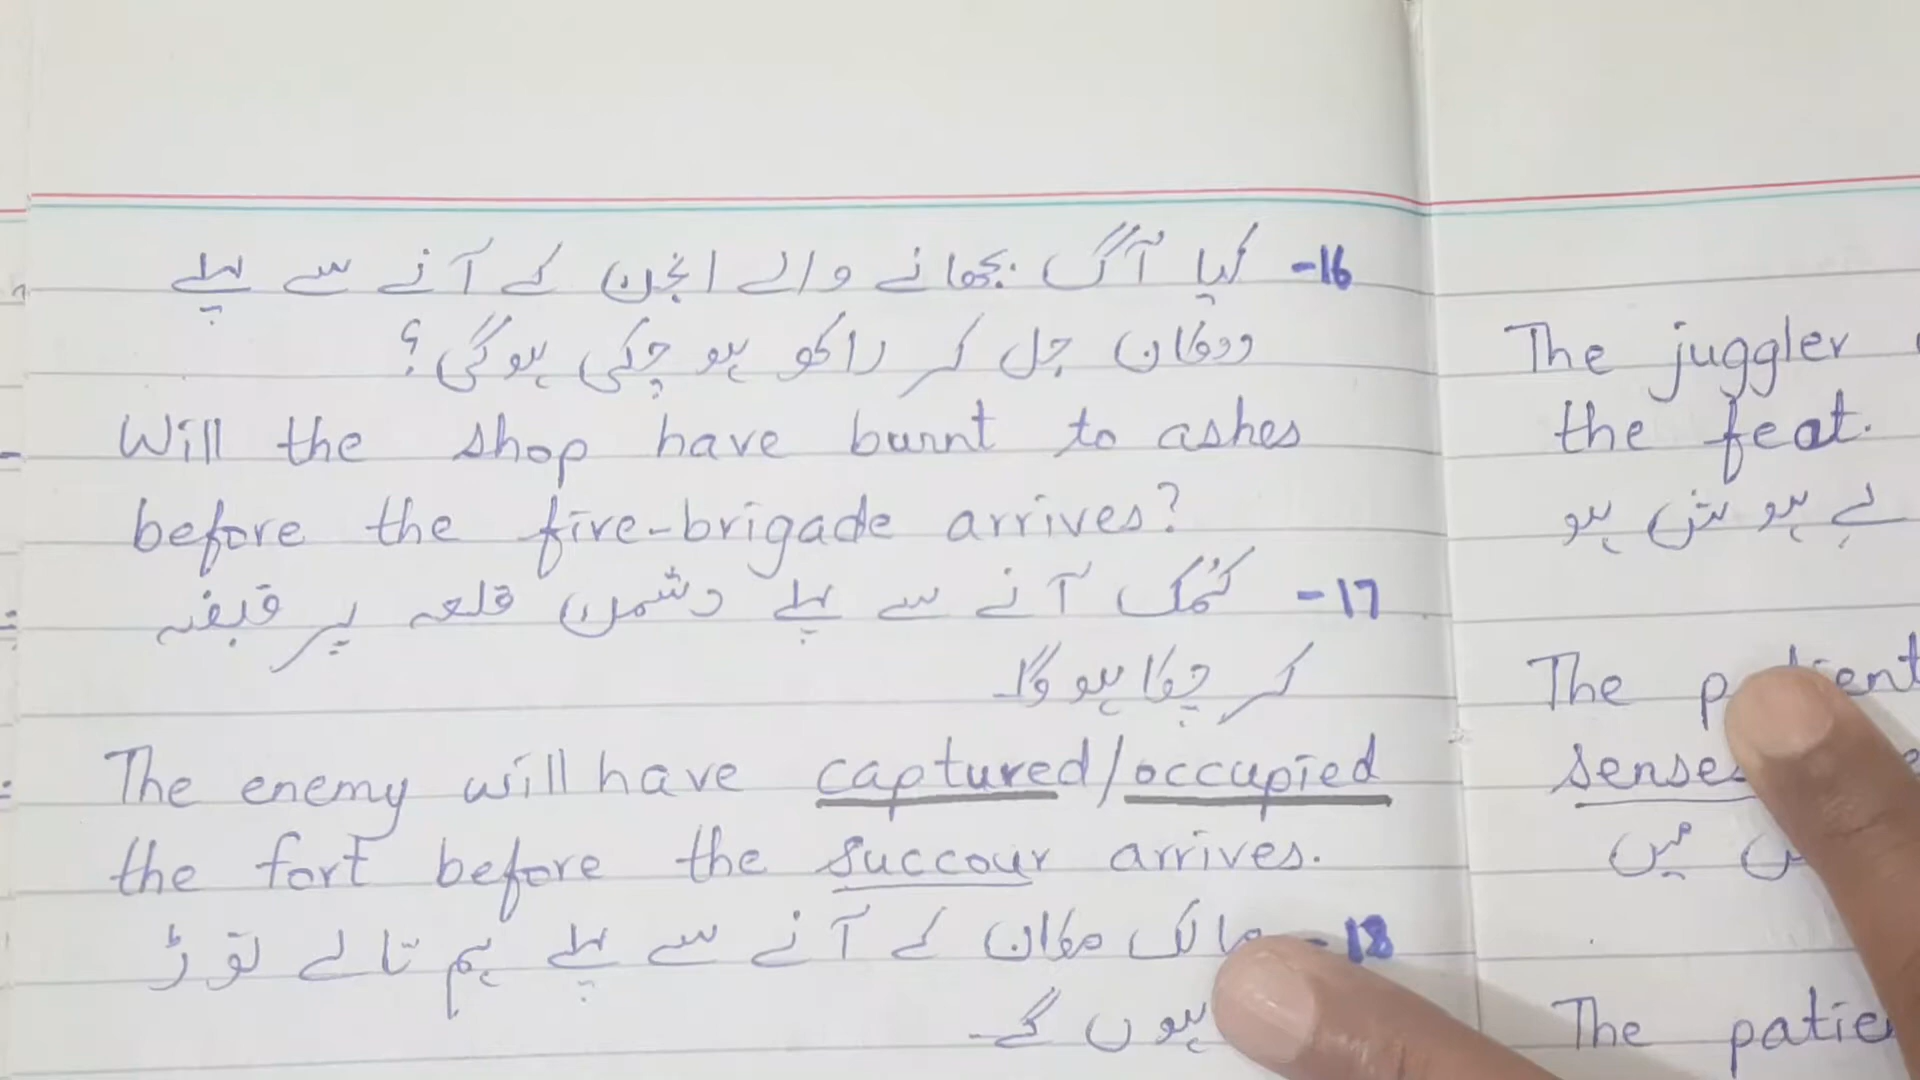 16- کیا آگ بجھانے والے انجن کے آنے سے پہلے
دوکان جل کر راکھ ہو چکی ہوگی؟
Will the shop have burnt to ashes
before the fire-brigade arrives?
17- کُمک آنے سے پہلے دشمن قلعہ پر قبضہ
کر چکا ہوگا۔
The enemy will have captured/occupied
the fort before the succour arrives.
18- مالک مکان کے آنے سے پہلے ہم تالے توڑ
ہوں گے۔
The juggler
the feat.
بے ہوش ہو
The patient
senses
میں
The